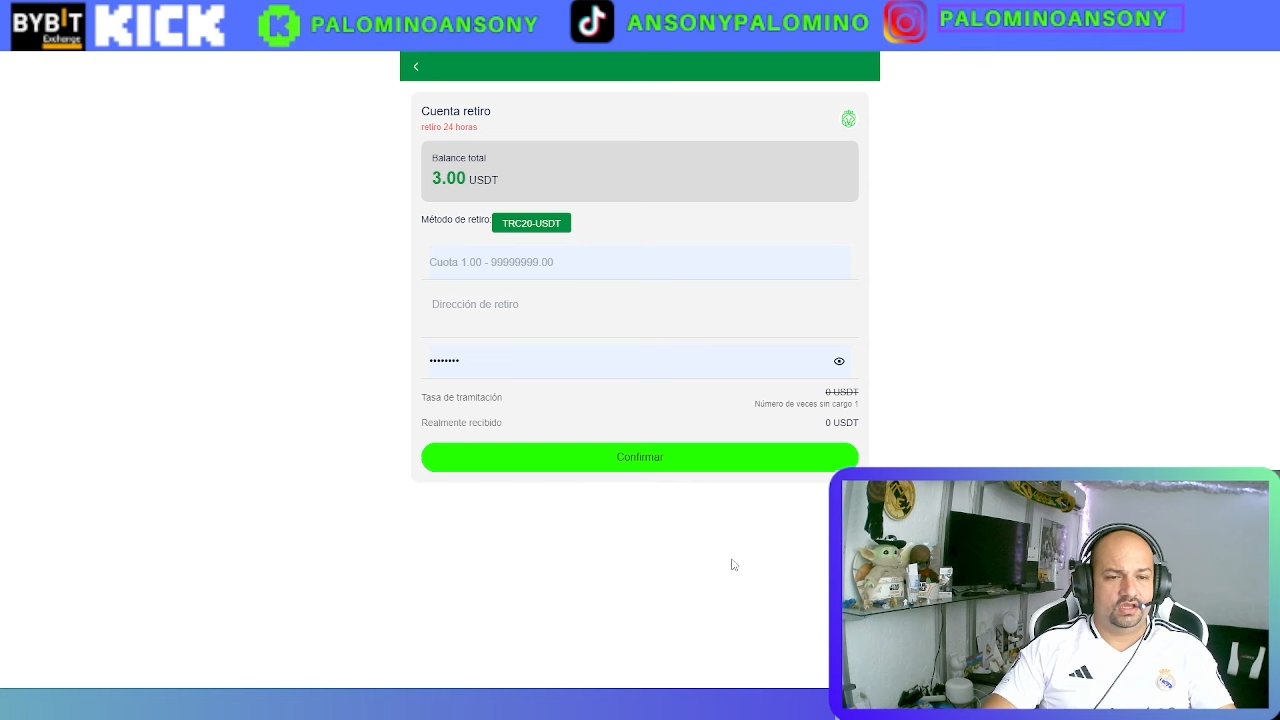 BYBIT
Exchange
KICK
PALOMINOANSONY
ANSONYPALOMINO
PALOMINOANSONY
Cuenta retiro
retiro 24 horas
Balance total
3.00 USDT
Método de retiro: TRC20-USDT
Cuota 1.00 - 99999999.00
Dirección de retiro
••••••••
Tasa de tramitación
0 USDT
Número de veces sin cargo 1
Realmente recibido
0 USDT
Confirmar